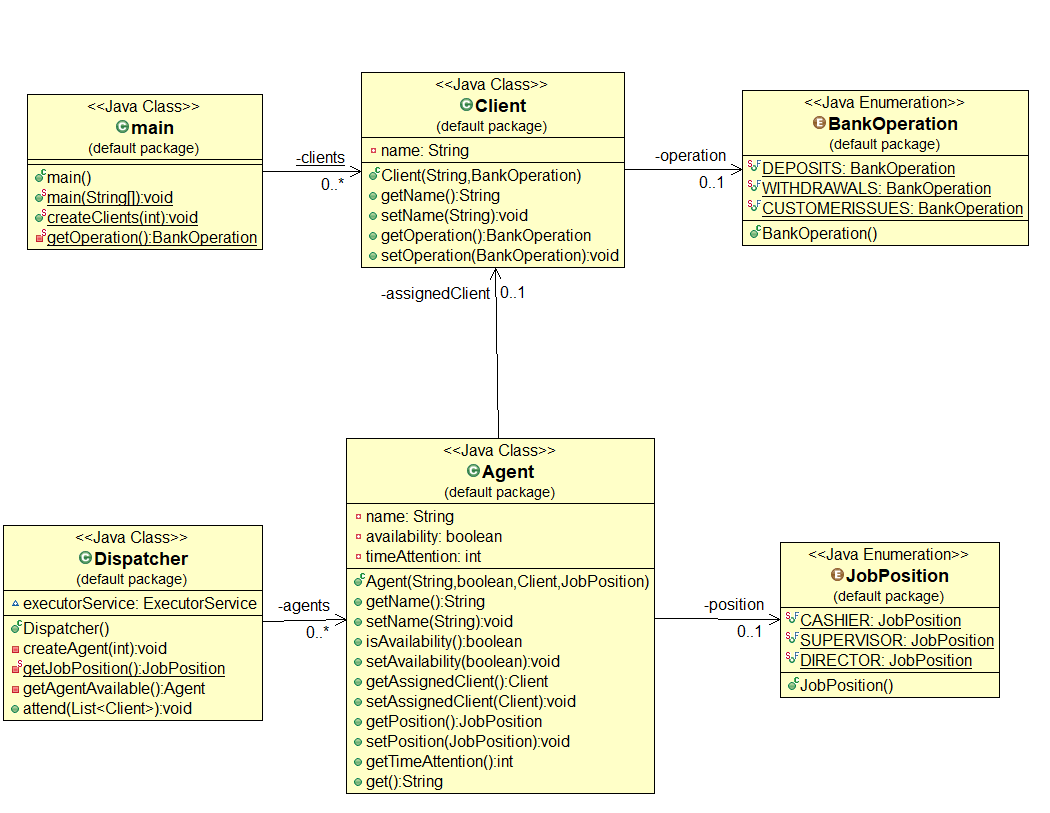 <<Java Class>>
main
(default package)
main()
main(String[]):void
createClients(int):void
getOperation():BankOperation
-clients
0..*
<<Java Class>>
Client
(default package)
name: String
Client(String,BankOperation)
getName():String
setName(String):void
getOperation():BankOperation
setOperation(BankOperation):void
-operation
0..1
<<Java Enumeration>>
BankOperation
(default package)
DEPOSITS: BankOperation
WITHDRAWALS: BankOperation
CUSTOMERISSUES: BankOperation
BankOperation()
-assignedClient
0..1
<<Java Class>>
Dispatcher
(default package)
executorService: ExecutorService
Dispatcher()
createAgent(int):void
getJobPosition():JobPosition
getAgentAvailable():Agent
attend(List<Client>):void
-agents
0..*
<<Java Class>>
Agent
(default package)
name: String
availability: boolean
timeAttention: int
Agent(String,boolean,Client,JobPosition)
getName():String
setName(String):void
isAvailability():boolean
setAvailability(boolean):void
getAssignedClient():Client
setAssignedClient(Client):void
getPosition():JobPosition
setPosition(JobPosition):void
getTimeAttention():int
get():String
-position
0..1
<<Java Enumeration>>
JobPosition
(default package)
CASHIER: JobPosition
SUPERVISOR: JobPosition
DIRECTOR: JobPosition
JobPosition()